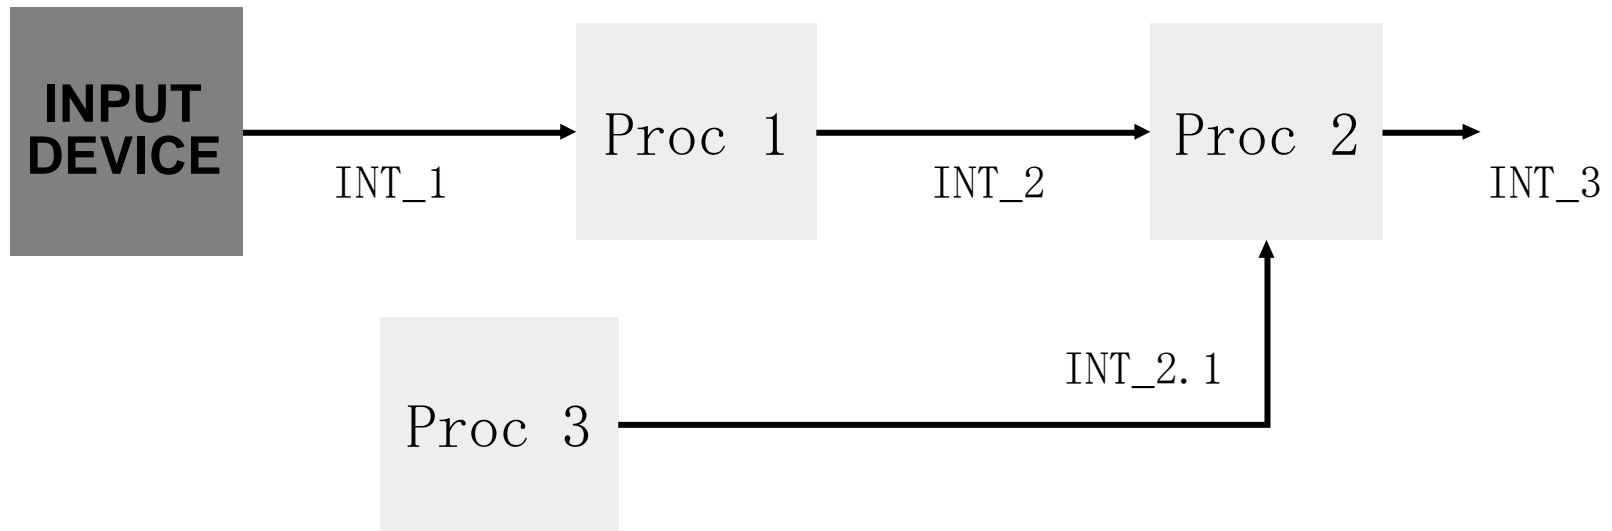 INPUT
DEVICE
Proc 1
Proc 2
INT_1
INT_2
INT_3
INT_2.1
Proc 3